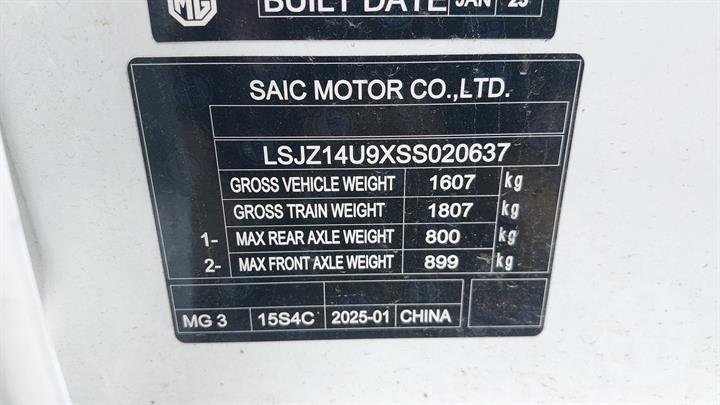 MG
BUILT DATE JAN 25
SAIC MOTOR CO.,LTD.
LSJZ14U9XSS020637
GROSS VEHICLE WEIGHT 1607 kg
GROSS TRAIN WEIGHT 1807 kg
1- MAX REAR AXLE WEIGHT 800 kg
2- MAX FRONT AXLE WEIGHT 899 kg
MG 3 15S4C 2025-01 CHINA